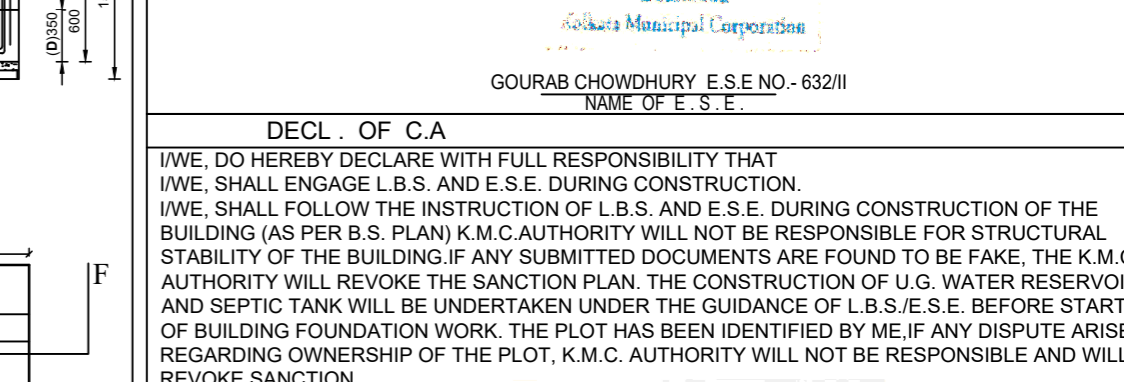 Kolkata Municipal Corporation
(D)350
600
GOURAB CHOWDHURY E.S.E NO.- 632/II
NAME OF E . S . E .
DECL . OF C.A
I/WE, DO HEREBY DECLARE WITH FULL RESPONSIBILITY THAT
I/WE, SHALL ENGAGE L.B.S. AND E.S.E. DURING CONSTRUCTION.
I/WE, SHALL FOLLOW THE INSTRUCTION OF L.B.S. AND E.S.E. DURING CONSTRUCTION OF THE
BUILDING (AS PER B.S. PLAN) K.M.C.AUTHORITY WILL NOT BE RESPONSIBLE FOR STRUCTURAL
STABILITY OF THE BUILDING.IF ANY SUBMITTED DOCUMENTS ARE FOUND TO BE FAKE, THE K.M.C
AUTHORITY WILL REVOKE THE SANCTION PLAN. THE CONSTRUCTION OF U.G. WATER RESERVOI
AND SEPTIC TANK WILL BE UNDERTAKEN UNDER THE GUIDANCE OF L.B.S./E.S.E. BEFORE START
OF BUILDING FOUNDATION WORK. THE PLOT HAS BEEN IDENTIFIED BY ME,IF ANY DISPUTE ARISE
REGARDING OWNERSHIP OF THE PLOT, K.M.C. AUTHORITY WILL NOT BE RESPONSIBLE AND WILL
REVOKE SANCTION
F